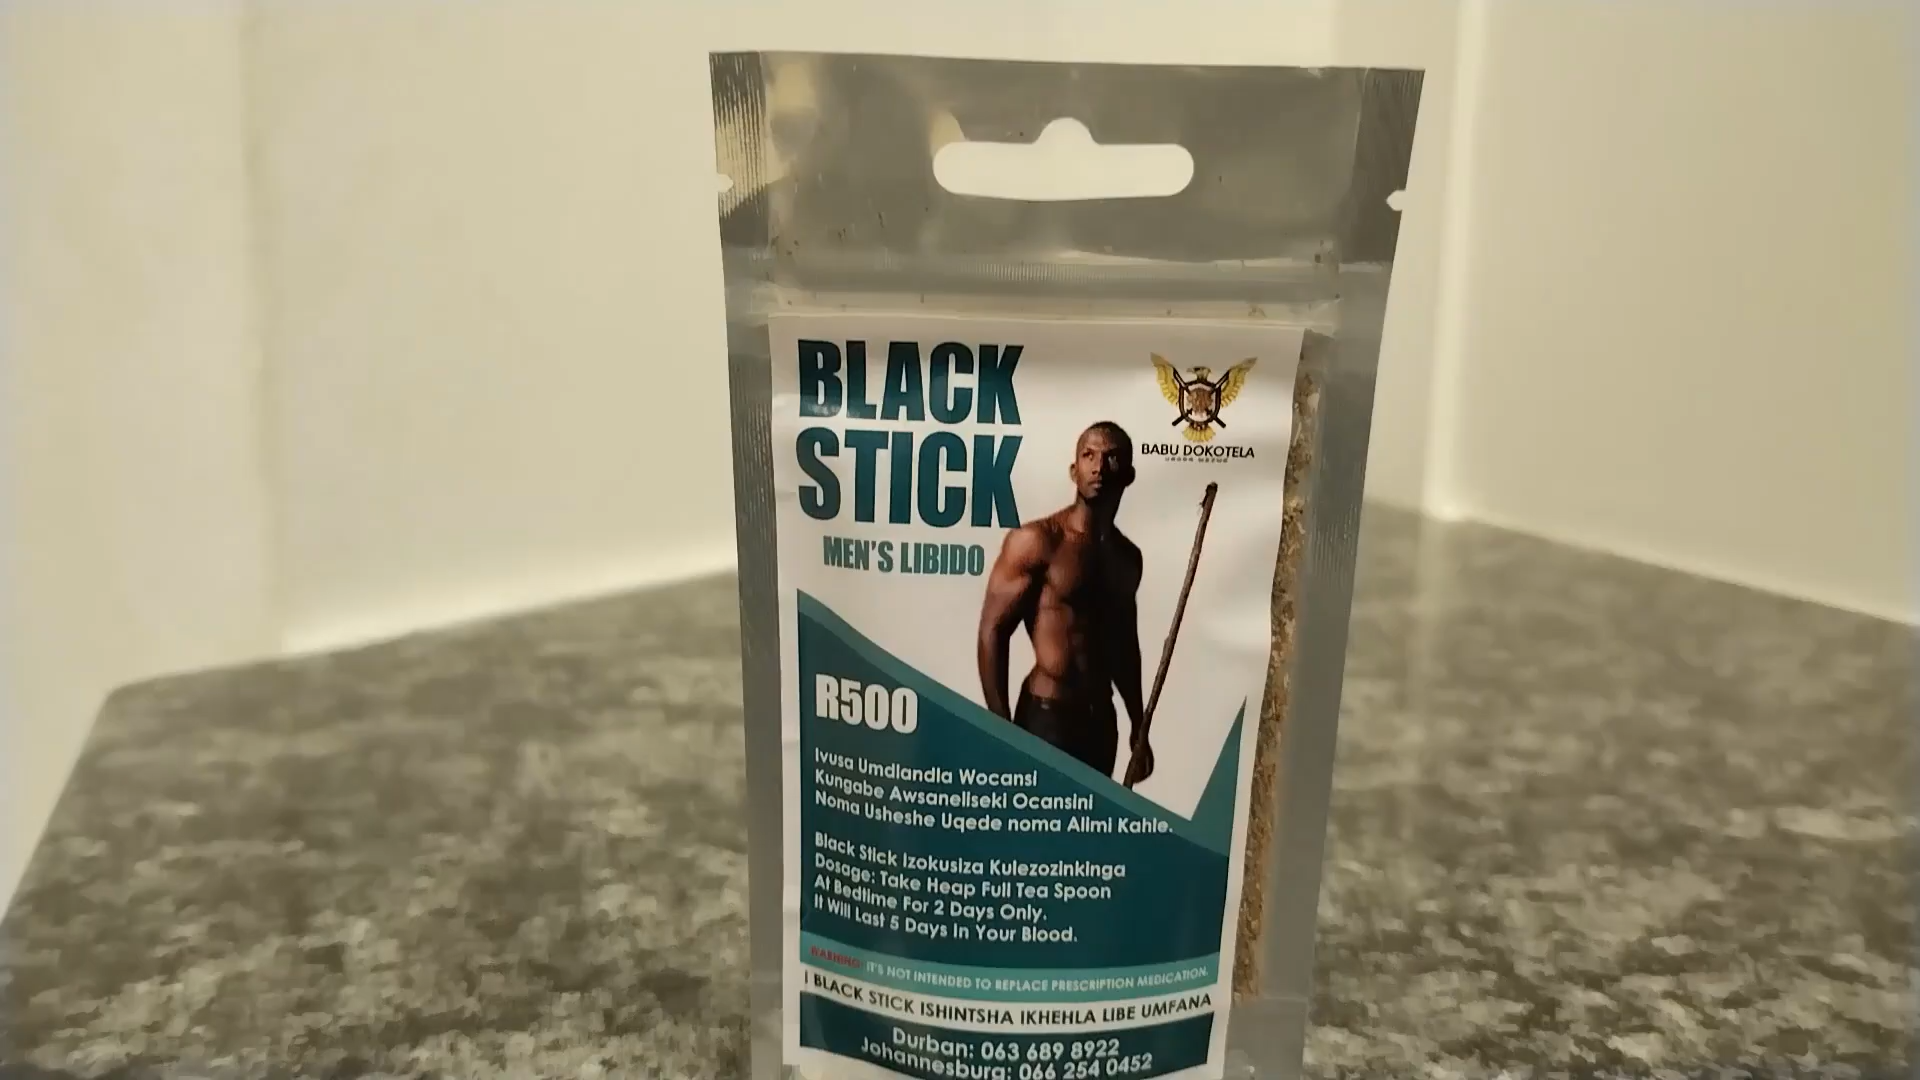 BLACK
STICK
MEN'S LIBIDO
BABU DOKOTELA
R500
Ivusa Umdlandla Wocansi
Kungabe Awsaneliseki Ocansini
Noma Usheshe Uqede noma Alimi Kahle.
Black Stick Izokusiza Kulezozinkinga
Dosage: Take Heap Full Tea Spoon
At Bedtime For 2 Days Only.
It Will Last 5 Days In Your Blood.
WARNING: IT'S NOT INTENDED TO REPLACE PRESCRIPTION MEDICATION.
I BLACK STICK ISHINTSHA IKHEHLA LIBE UMFANA
Durban: 063 689 8922
Johannesburg: 066 254 0452